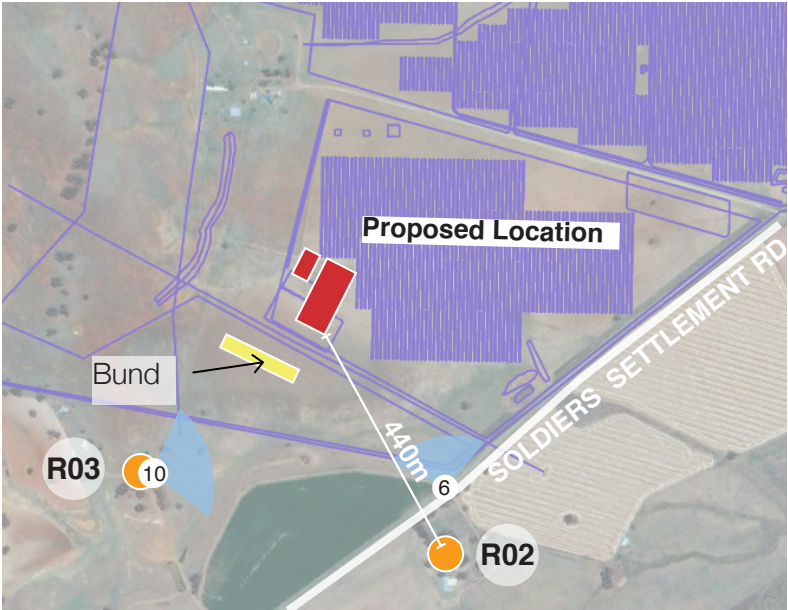 Proposed Location
SOLDIERS SETTLEMENT RD
Bund
440m
R03
10
6
R02